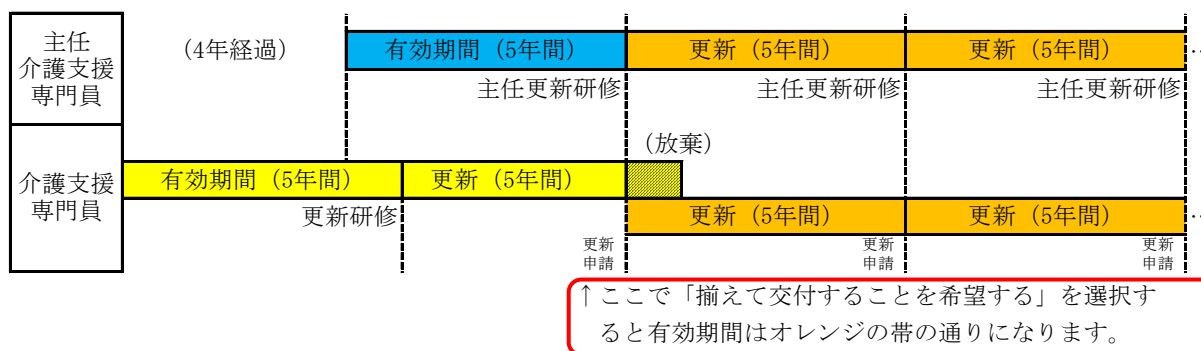 主任
介護支援
専門員
(4年経過)
有効期間 (5年間)
更新 (5年間)
更新 (5年間)
…
主任更新研修
主任更新研修
主任更新研修
(放棄)
介護支援
専門員
有効期間 (5年間)
更新 (5年間)
更新研修
更新 (5年間)
更新 (5年間)
…
更新
申請
更新
申請
更新
申請
↑ここで「揃えて交付することを希望する」を選択す
ると有効期間はオレンジの帯の通りになります。